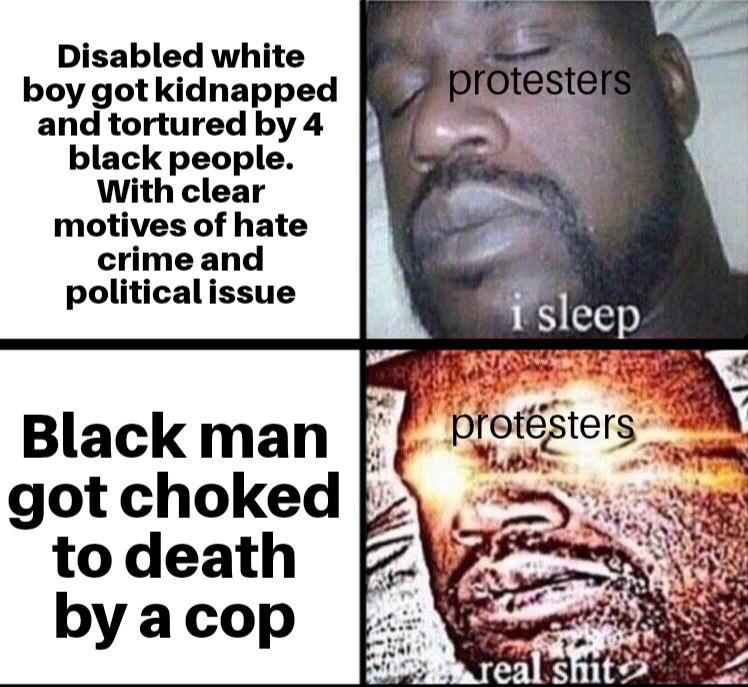 Disabled white
boy got kidnapped
and tortured by 4
black people.
With clear
motives of hate
crime and
political issue
protesters
i sleep
Black man
got choked
to death
by a cop
protesters
real shit?